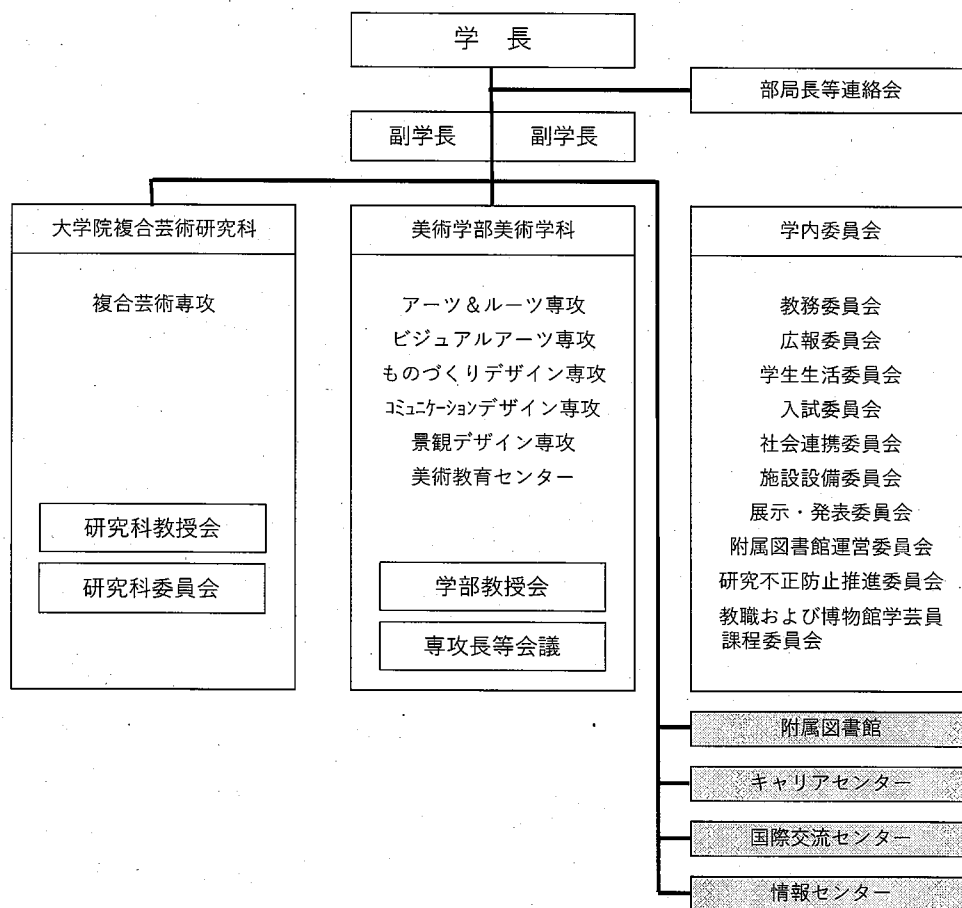 学 長
部局長等連絡会
副学長 副学長
大学院複合芸術研究科
複合芸術専攻
研究科教授会
研究科委員会
美術学部美術学科
アーツ＆ルーツ専攻
ビジュアルアーツ専攻
ものづくりデザイン専攻
ｺﾐｭﾆｹｰｼｮﾝデザイン専攻
景観デザイン専攻
美術教育センター
学部教授会
専攻長等会議
学内委員会
教務委員会
広報委員会
学生生活委員会
入試委員会
社会連携委員会
施設設備委員会
展示・発表委員会
附属図書館運営委員会
研究不正防止推進委員会
教職および博物館学芸員
課程委員会
附属図書館
キャリアセンター
国際交流センター
情報センター